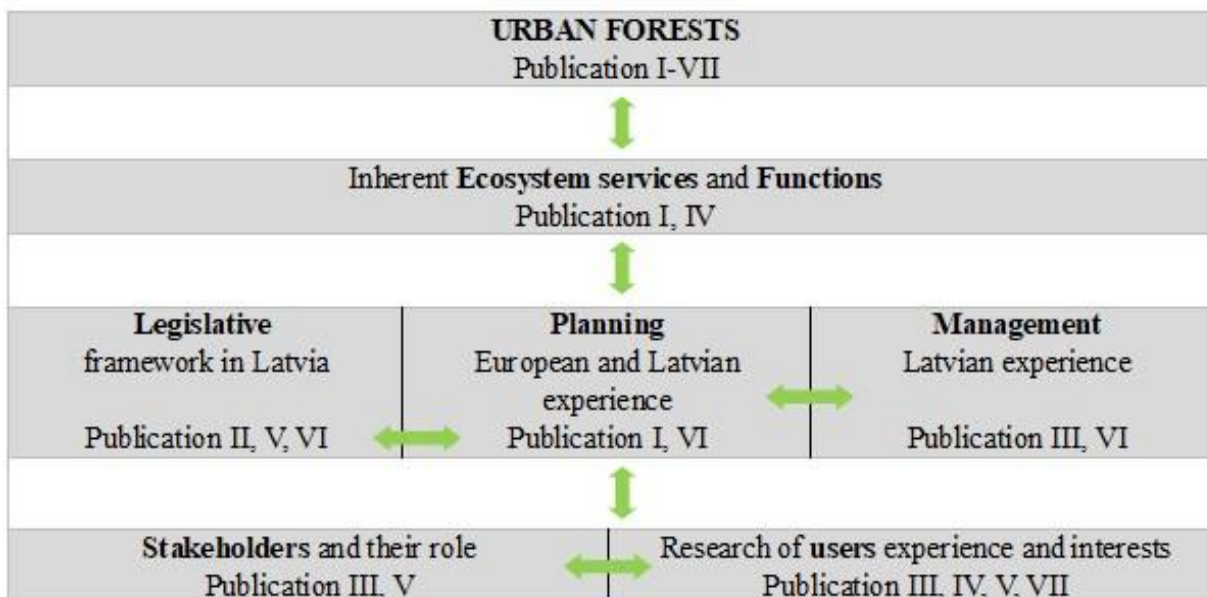 URBAN FORESTS
Publication I-VII
Inherent Ecosystem services and Functions
Publication I, IV
Legislative
framework in Latvia
Publication II, V, VI
Planning
European and Latvian
experience
Publication I, VI
Management
Latvian experience
Publication III, VI
Stakeholders and their role
Publication III, V
Research of users experience and interests
Publication III, IV, V, VII